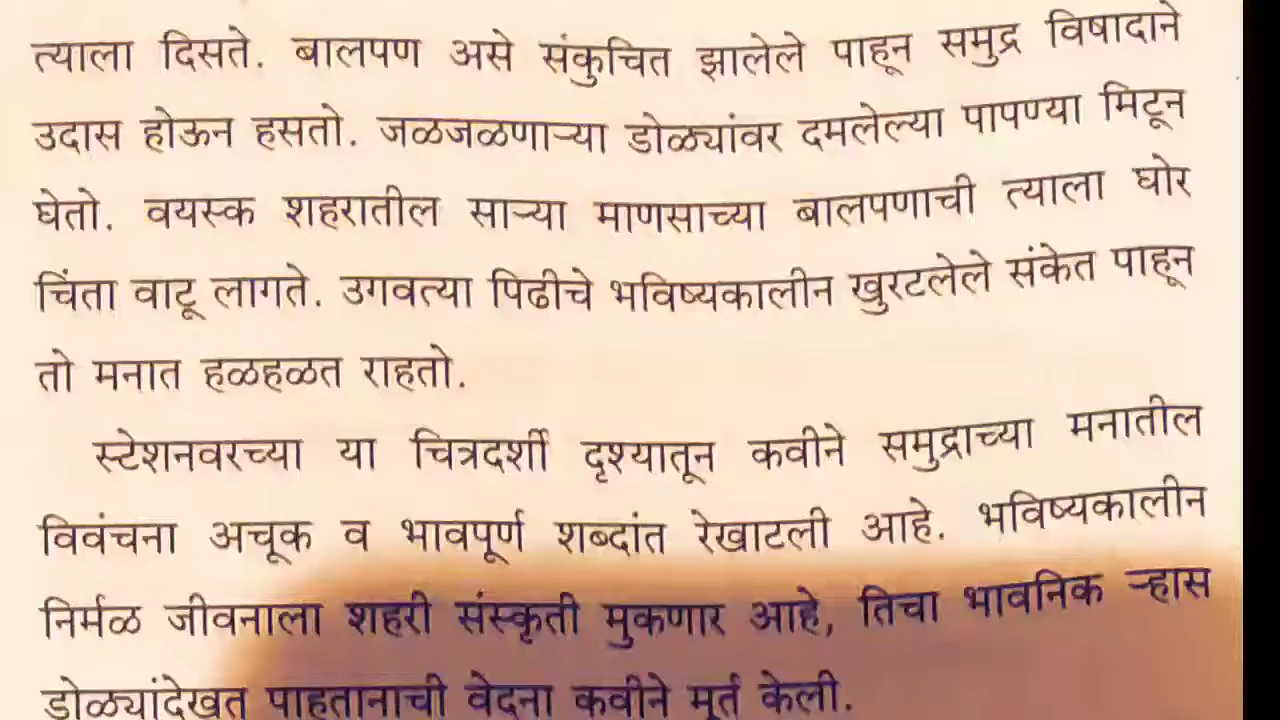 त्याला दिसते. बालपण असे संकुचित झालेले पाहून समुद्र विषादाने
उदास होऊन हसतो. जळजळणाऱ्या डोळ्यांवर दमलेल्या पापण्या मिटून
घेतो. वयस्क शहरातील साऱ्या माणसाच्या बालपणाची त्याला घोर
चिंता वाटू लागते. उगवत्या पिढीचे भविष्यकालीन खुरटलेले संकेत पाहून
तो मनात हळहळत राहतो.
स्टेशनवरच्या या चित्रदर्शी दृश्यातून कवीने समुद्राच्या मनातील
विवंचना अचूक व भावपूर्ण शब्दांत रेखाटली आहे. भविष्यकालीन
निर्मळ जीवनाला शहरी संस्कृती मुकणार आहे, तिचा भावनिक ऱ्हास
डोळ्यांदेखत पाहतानाची वेदना कवीने मूर्त केली.